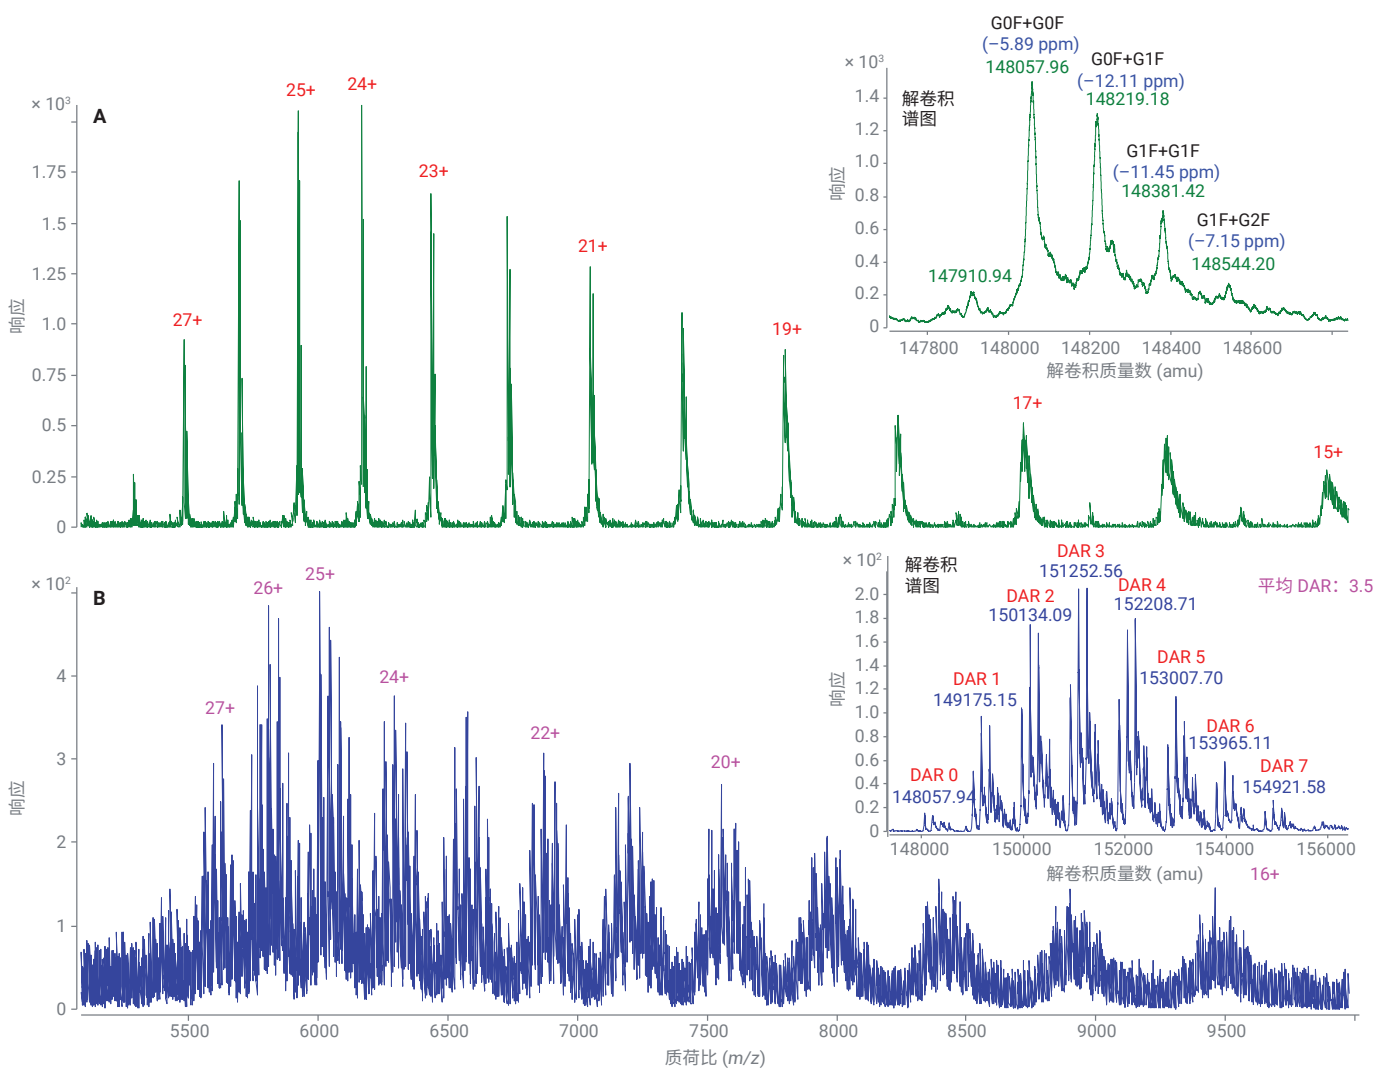 A
× 10³
1.75
1.5
1.25
1.0
0.75
0.5
0.25
0
响应
27+
25+
24+
23+
21+
19+
17+
15+
解卷积
谱图
× 10³
1.4
1.2
1.0
0.8
0.6
0.4
0.2
0
响应
G0F+G0F
(−5.89 ppm)
148057.96
G0F+G1F
(−12.11 ppm)
148219.18
G1F+G1F
(−11.45 ppm)
148381.42
G1F+G2F
(−7.15 ppm)
148544.20
147910.94
147800 148000 148200 148400 148600
解卷积质量数 (amu)
B
× 10²
4
3
2
1
0
响应
27+
26+
25+
24+
22+
20+
16+
解卷积
谱图
× 10²
2.0
1.8
1.6
1.4
1.2
1.0
0.8
0.6
0.4
0.2
0
响应
DAR 0
148057.94
DAR 1
149175.15
DAR 2
150134.09
DAR 3
151252.56
DAR 4
152208.71
DAR 5
153007.70
DAR 6
153965.11
DAR 7
154921.58
平均 DAR：3.5
148000 150000 152000 154000 156000
解卷积质量数 (amu)
5500 6000 6500 7000 7500 8000 8500 9000 9500
质荷比 (m/z)